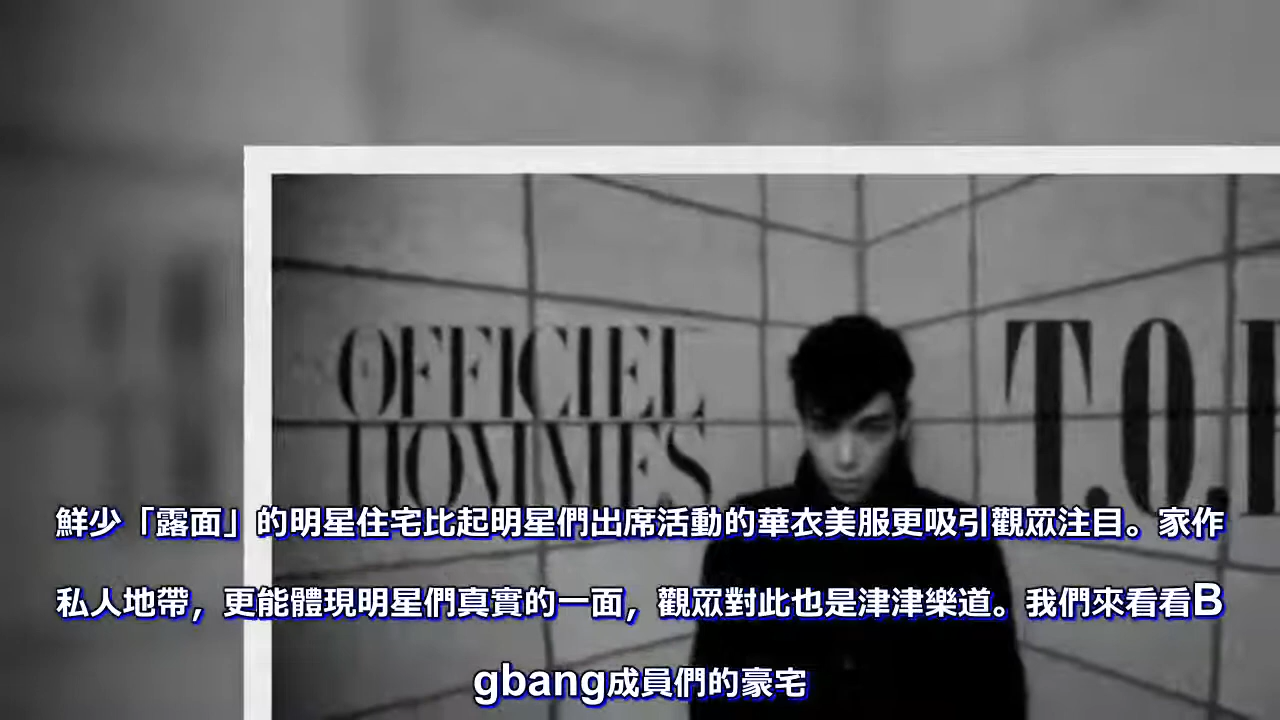 OFFICIEL
HOMMES
T.O.
鮮少「露面」的明星住宅比起明星們出席活動的華衣美服更吸引觀眾注目。家作
私人地帶，更能體現明星們真實的一面，觀眾對此也是津津樂道。我們來看看B
gbang成員們的豪宅